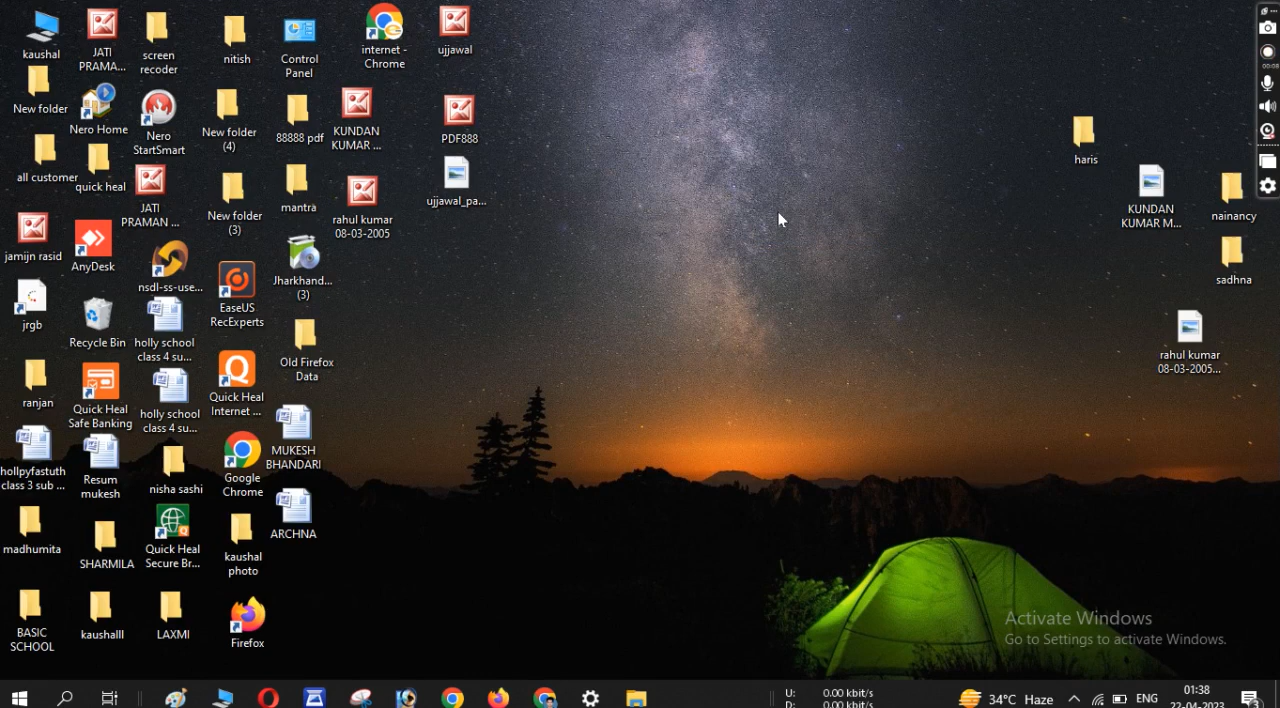 kaushal
JATI
PRAMA...
screen
recoder
nitish
Control
Panel
internet -
Chrome
ujjawal
New folder
Nero Home
Nero
StartSmart
New folder
(4)
88888 pdf
KUNDAN
KUMAR ...
PDF888
all customer
quick heal
JATI
PRAMAN ...
New folder
(3)
mantra
rahul kumar
08-03-2005
ujjawal_pa...
jamijn rasid
AnyDesk
nsdl-ss-use...
EaseUS
RecExperts
Jharkhand...
(3)
jrgb
Recycle Bin
holly school
class 4 su...
Quick Heal
Internet ...
Old Firefox
Data
ranjan
Quick Heal
Safe Banking
holly school
class 4 su...
Google
Chrome
MUKESH
BHANDARI
hollpyfastuth
class 3 sub ...
Resum
mukesh
nisha sashi
kaushal
photo
ARCHNA
madhumita
SHARMILA
Quick Heal
Secure Br...
Firefox
BASIC
SCHOOL
kaushalll
LAXMI
haris
KUNDAN
KUMAR M...
nainancy
sadhna
rahul kumar
08-03-2005...
00:08
Activate Windows
Go to Settings to activate Windows.
U: 0.00 kbit/s
D: 0.00 kbit/s
34°C Haze
ENG
01:38
22-04-2023
3